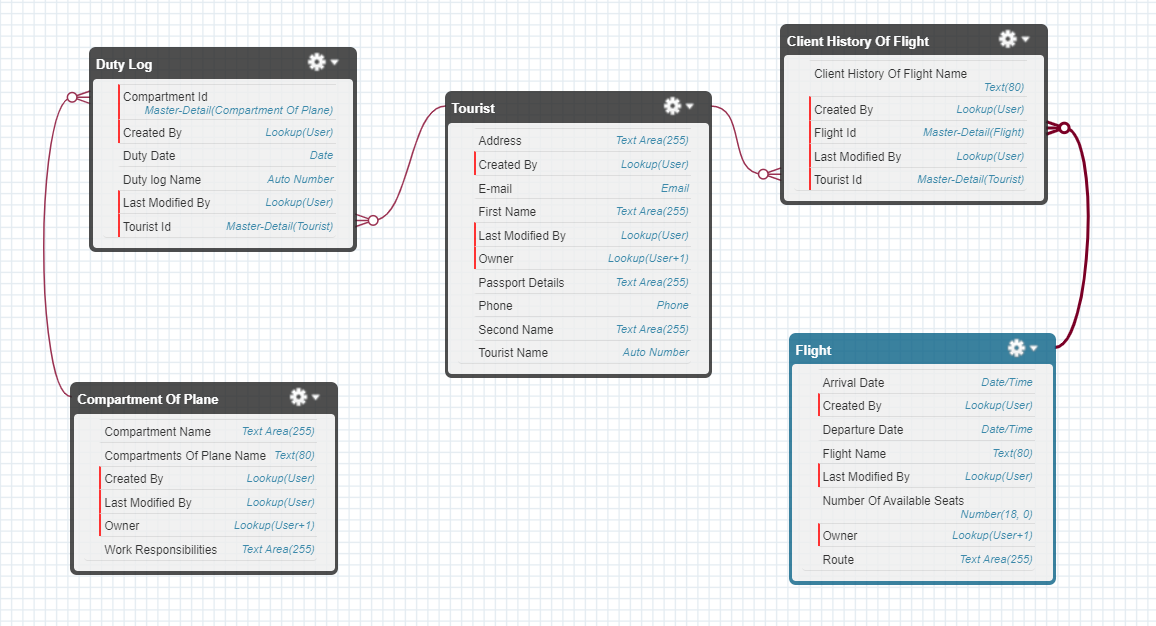 Duty Log
Compartment Id
Master-Detail(Compartment Of Plane)
Created By Lookup(User)
Duty Date Date
Duty log Name Auto Number
Last Modified By Lookup(User)
Tourist Id Master-Detail(Tourist)
Tourist
Address Text Area(255)
Created By Lookup(User)
E-mail Email
First Name Text Area(255)
Last Modified By Lookup(User)
Owner Lookup(User+1)
Passport Details Text Area(255)
Phone Phone
Second Name Text Area(255)
Tourist Name Auto Number
Client History Of Flight
Client History Of Flight Name
Text(80)
Created By Lookup(User)
Flight Id Master-Detail(Flight)
Last Modified By Lookup(User)
Tourist Id Master-Detail(Tourist)
Compartment Of Plane
Compartment Name Text Area(255)
Compartments Of Plane Name Text(80)
Created By Lookup(User)
Last Modified By Lookup(User)
Owner Lookup(User+1)
Work Responsibilities Text Area(255)
Flight
Arrival Date Date/Time
Created By Lookup(User)
Departure Date Date/Time
Flight Name Text(80)
Last Modified By Lookup(User)
Number Of Available Seats
Number(18, 0)
Owner Lookup(User+1)
Route Text Area(255)